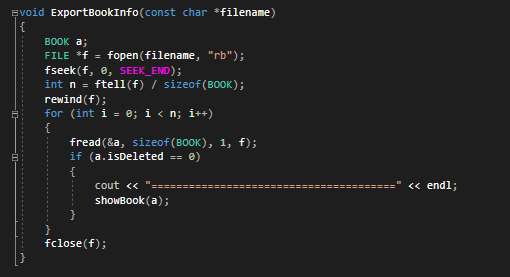 void ExportBookInfo(const char *filename)
{
BOOK a;
FILE *f = fopen(filename, "rb");
fseek(f, 0, SEEK_END);
int n = ftell(f) / sizeof(BOOK);
rewind(f);
for (int i = 0; i < n; i++)
{
fread(&a, sizeof(BOOK), 1, f);
if (a.isDeleted == 0)
{
cout << "=======================================" << endl;
showBook(a);
}
}
fclose(f);
}